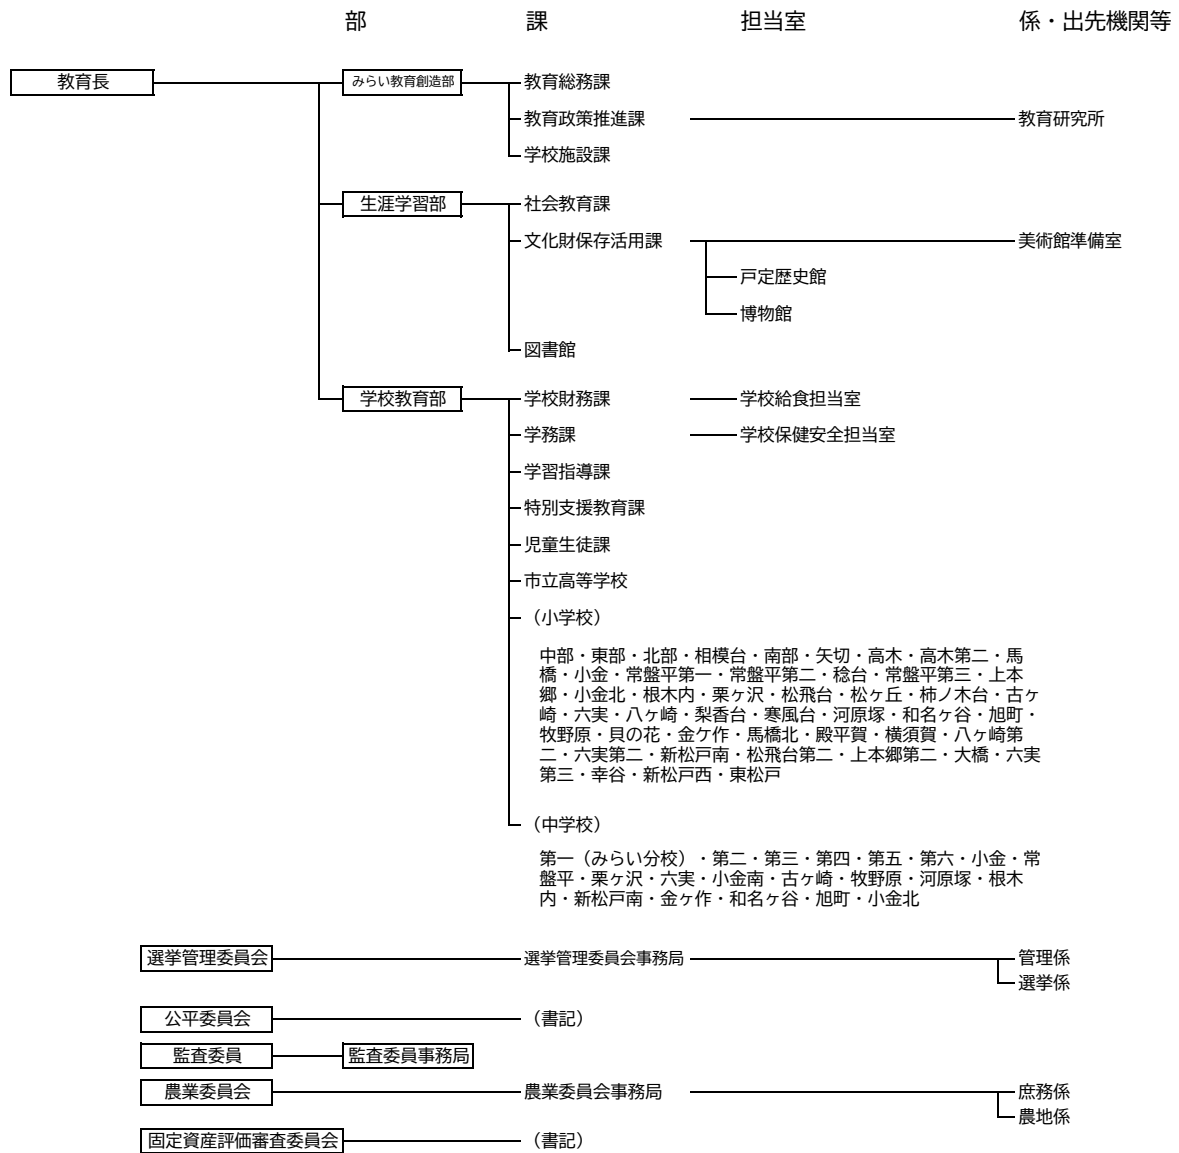 部 課 担当室 係・出先機関等
教育長 みらい教育創造部 教育総務課
教育政策推進課 教育研究所
学校施設課
生涯学習部 社会教育課
文化財保存活用課 美術館準備室
戸定歴史館
博物館
図書館
学校教育部 学校財務課 学校給食担当室
学務課 学校保健安全担当室
学習指導課
特別支援教育課
児童生徒課
市立高等学校
（小学校）
中部・東部・北部・相模台・南部・矢切・高木・高木第二・馬
橋・小金・常盤平第一・常盤平第二・稔台・常盤平第三・上本
郷・小金北・根木内・栗ヶ沢・松飛台・松ヶ丘・柿ノ木台・古ヶ
崎・六実・八ヶ崎・梨香台・寒風台・河原塚・和名ヶ谷・旭町・
牧野原・貝の花・金ケ作・馬橋北・殿平賀・横須賀・八ヶ崎第
二・六実第二・新松戸南・松飛台第二・上本郷第二・大橋・六実
第三・幸谷・新松戸西・東松戸
（中学校）
第一（みらい分校）・第二・第三・第四・第五・第六・小金・常
盤平・栗ヶ沢・六実・小金南・古ヶ崎・牧野原・河原塚・根木
内・新松戸南・金ヶ作・和名ヶ谷・旭町・小金北
選挙管理委員会 選挙管理委員会事務局 管理係
選挙係
公平委員会 （書記）
監査委員 監査委員事務局
農業委員会 農業委員会事務局 庶務係
農地係
固定資産評価審査委員会 （書記）